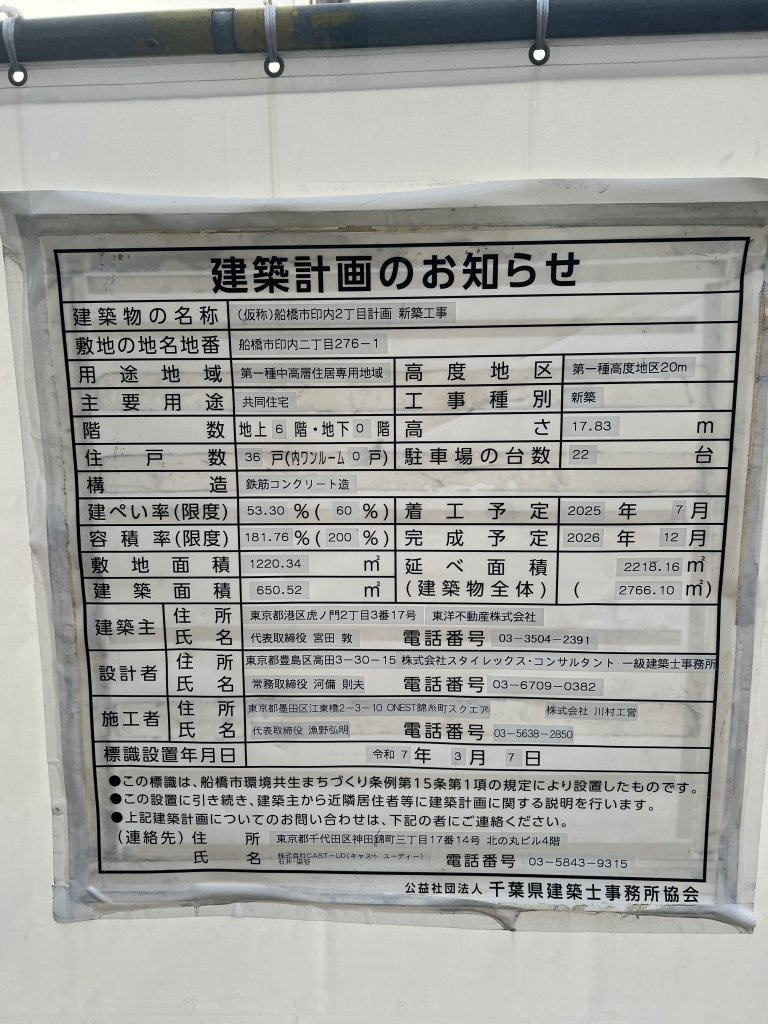 建築計画のお知らせ
建築物の名称 (仮称)船橋市印内2丁目計画 新築工事
敷地の地名地番 船橋市印内二丁目276-1
用途地域 第一種中高層住居専用地域 高度地区 第一種高度地区20m
主要用途 共同住宅 工事種別 新築
階数 地上 6 階・地下 0 階 高さ 17.83 m
住戸数 36 戸(内ワンルーム 0 戸) 駐車場の台数 22 台
構造 鉄筋コンクリート造
建ぺい率(限度) 53.30 %( 60 %) 着工予定 2025 年 7 月
容積率(限度) 181.76 %( 200 %) 完成予定 2026 年 12 月
敷地面積 1220.34 ㎡ 延べ面積 2218.16 ㎡
建築面積 650.52 ㎡ (建築物全体) ( 2766.10 ㎡)
建築主 住所 東京都港区虎ノ門2丁目3番17号 東洋不動産株式会社
氏名 代表取締役 宮田 敦 電話番号 03-3504-2391
設計者 住所 東京都豊島区高田3-30-15 株式会社スタイレックス・コンサルタント 一級建築士事務所
氏名 常務取締役 河備 則夫 電話番号 03-6709-0382
施工者 住所 東京都墨田区江東橋2-3-10 ONEST錦糸町スクエア 株式会社 川村工営
氏名 代表取締役 漁野弘明 電話番号 03-5638-2850
標識設置年月日 令和 7 年 3 月 7 日
●この標識は、船橋市環境共生まちづくり条例第15条第1項の規定により設置したものです。
●この設置に引き続き、建築主から近隣居住者等に建築計画に関する説明を行います。
●上記建築計画についてのお問い合わせは、下記の者にご連絡ください。
(連絡先) 住所 東京都千代田区神田錦町三丁目17番14号 北の丸ビル4階
氏名 株式会社CAST-UD(キャスト ユーディー) 電話番号 03-5843-9315
公益社団法人 千葉県建築士事務所協会